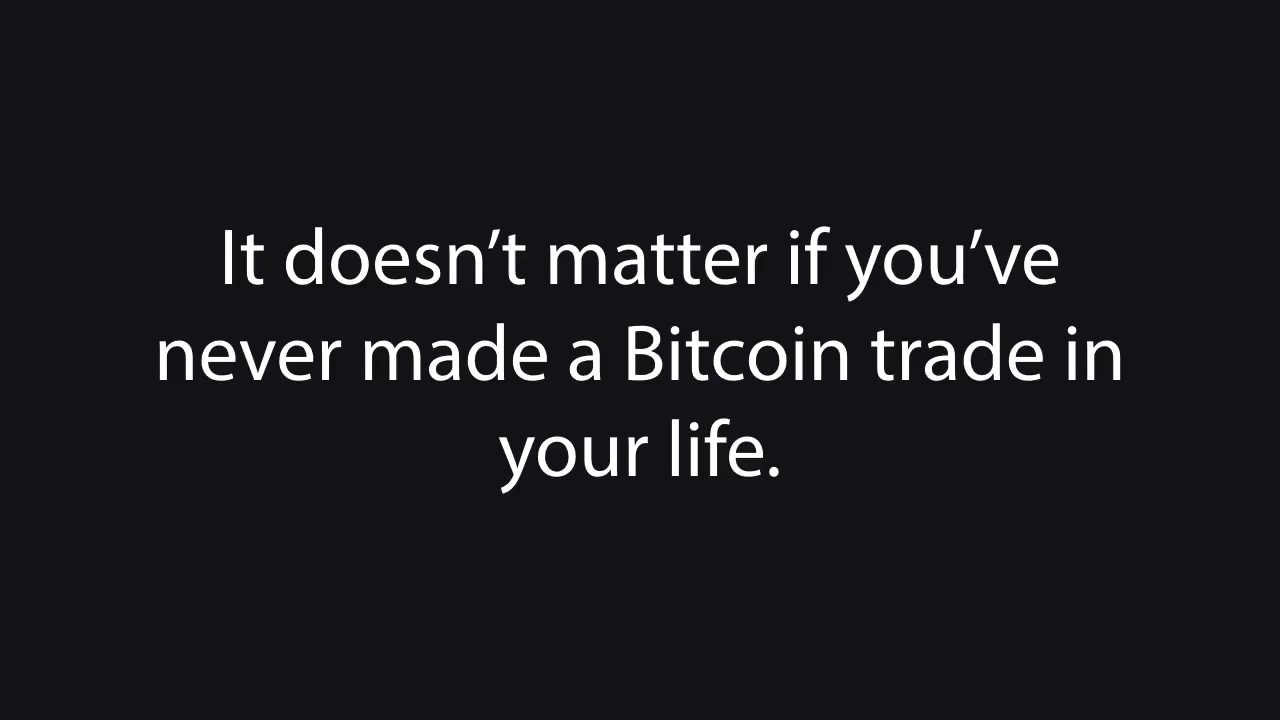 It doesn’t matter if you’ve
never made a Bitcoin trade in
your life.